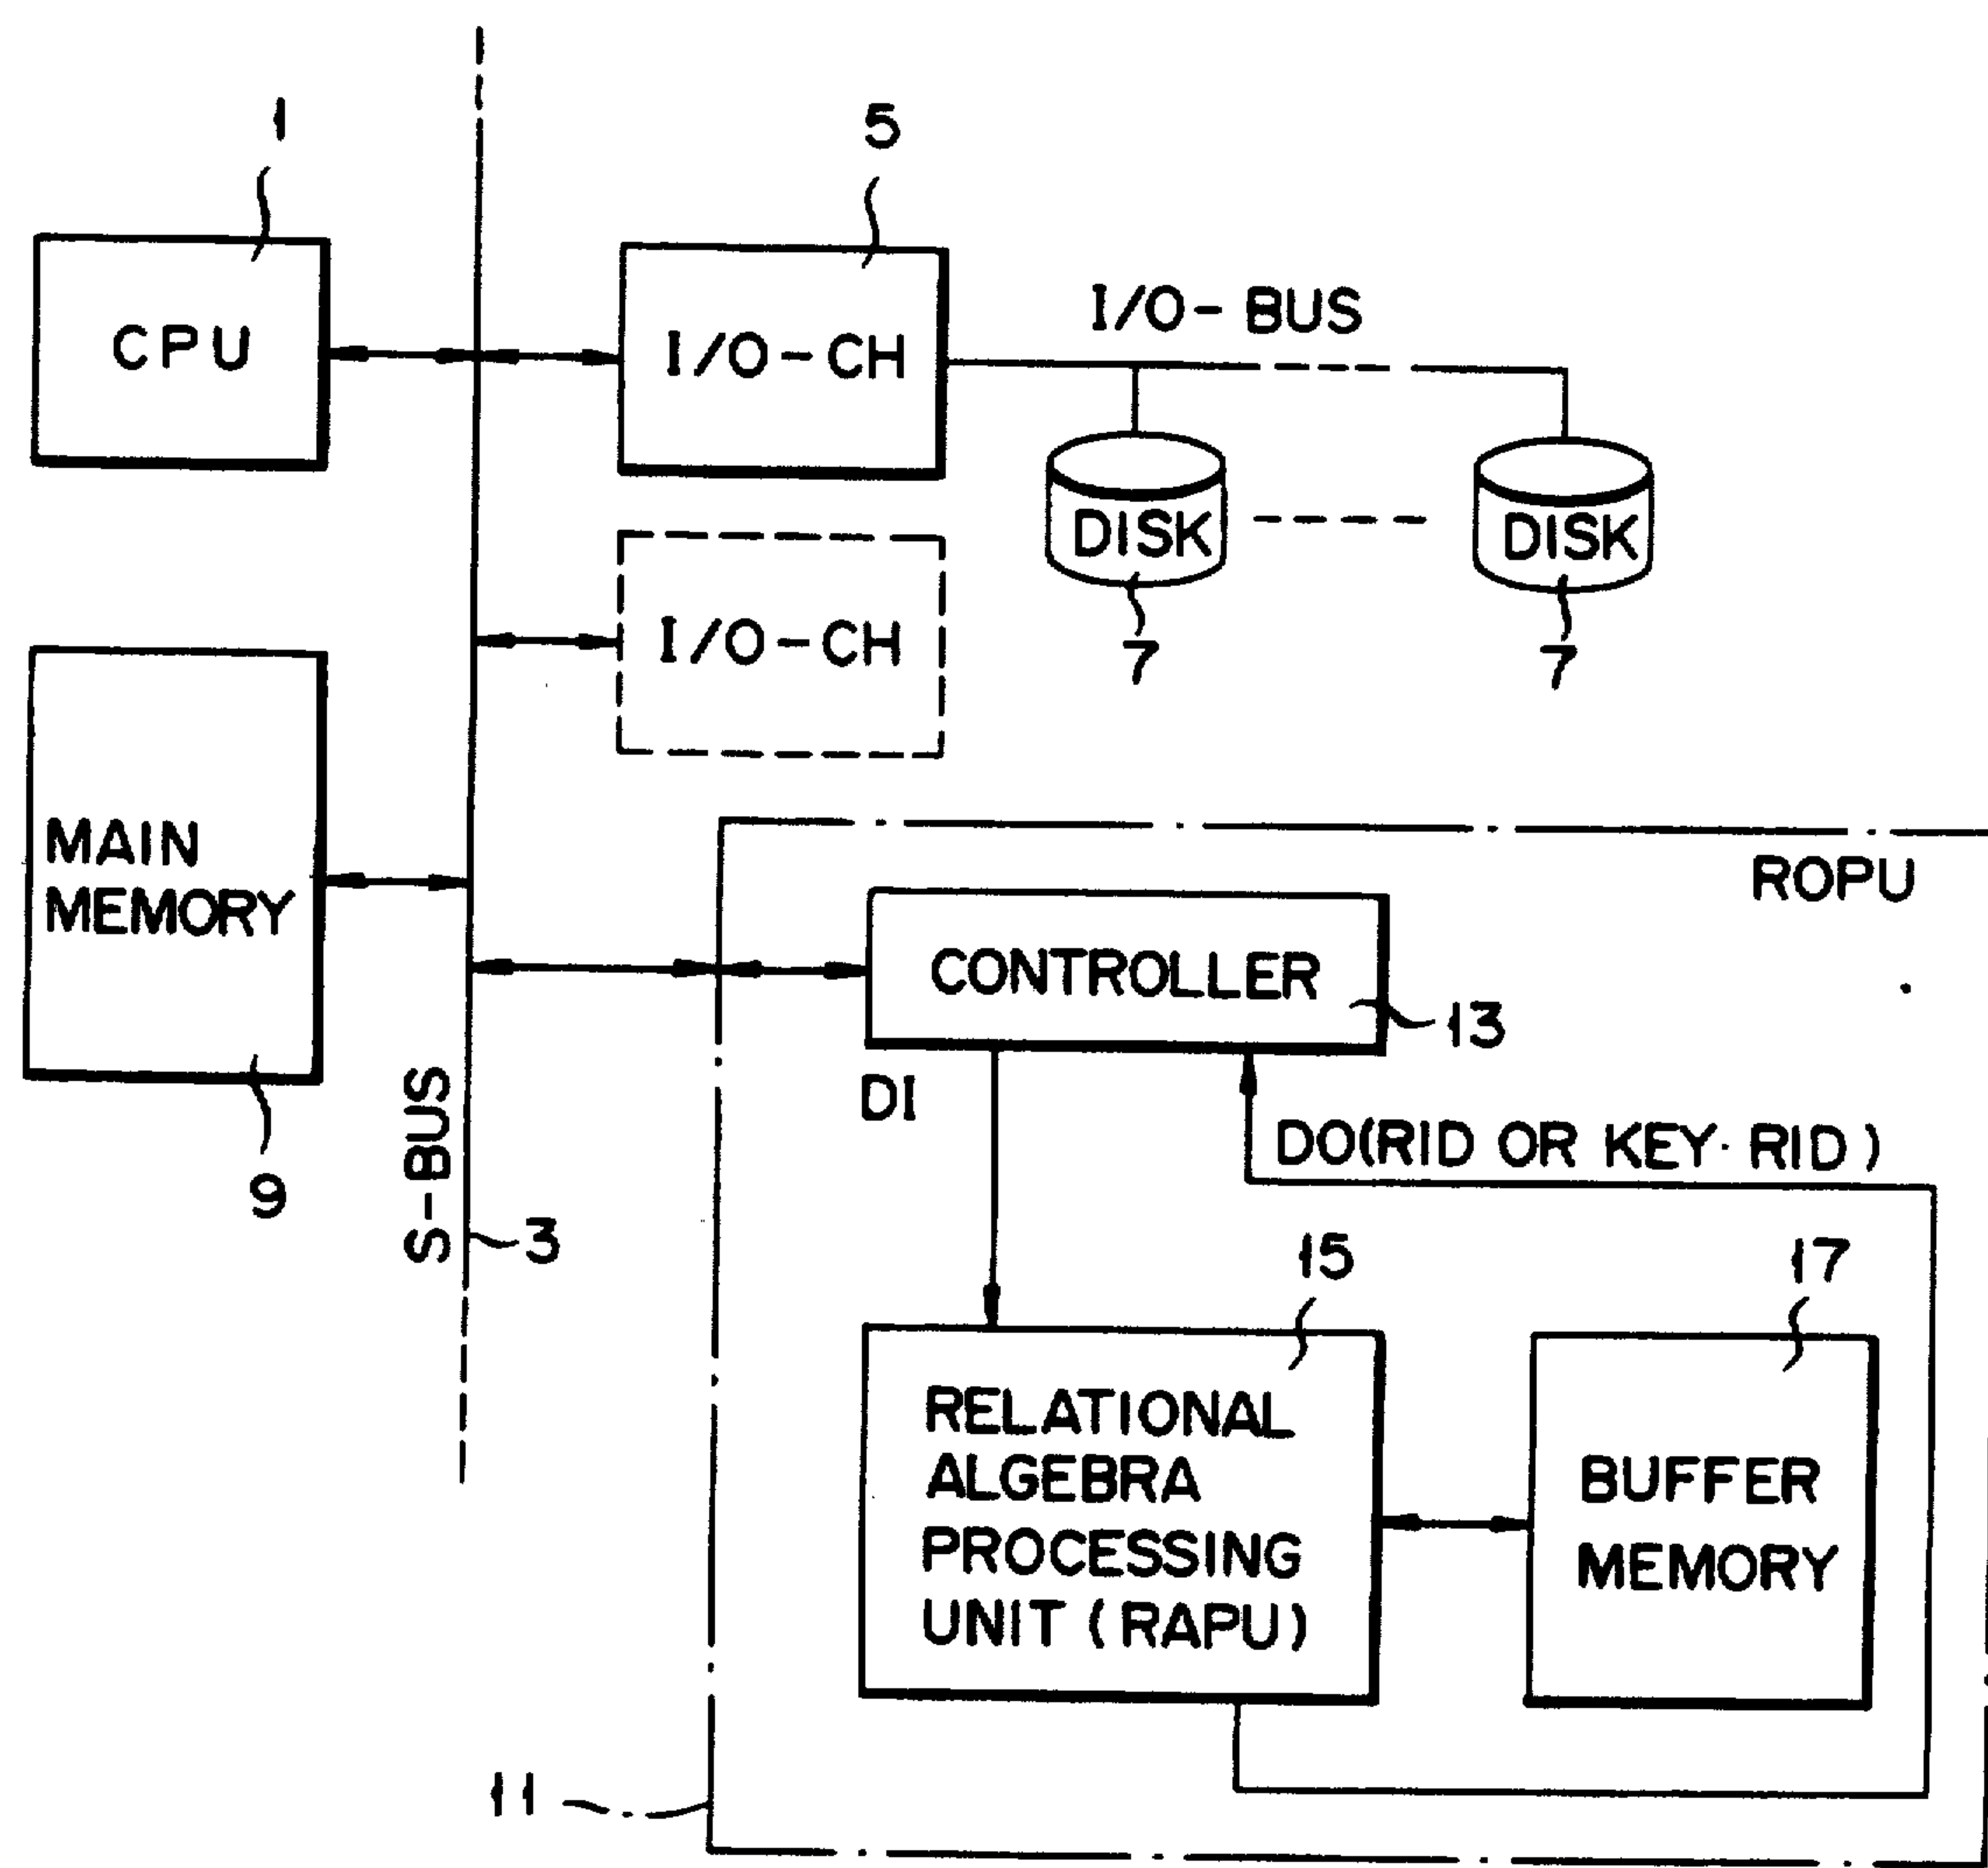 1
5
CPU
I/O-CH
I/O-BUS
DISK
DISK
7
7
I/O-CH
MAIN
MEMORY
9
S-BUS
3
ROPU
CONTROLLER
13
DI
DO(RID OR KEY·RID)
15
17
RELATIONAL
ALGEBRA
PROCESSING
UNIT (RAPU)
BUFFER
MEMORY
11